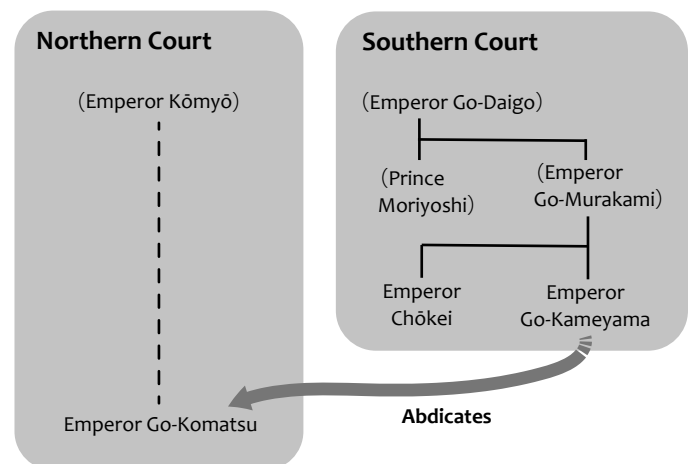 Northern Court
(Emperor Kōmyō)
Emperor Go-Komatsu
Southern Court
(Emperor Go-Daigo)
(Prince
Moriyoshi)
(Emperor
Go-Murakami)
Emperor
Chōkei
Emperor
Go-Kameyama
Abdicates